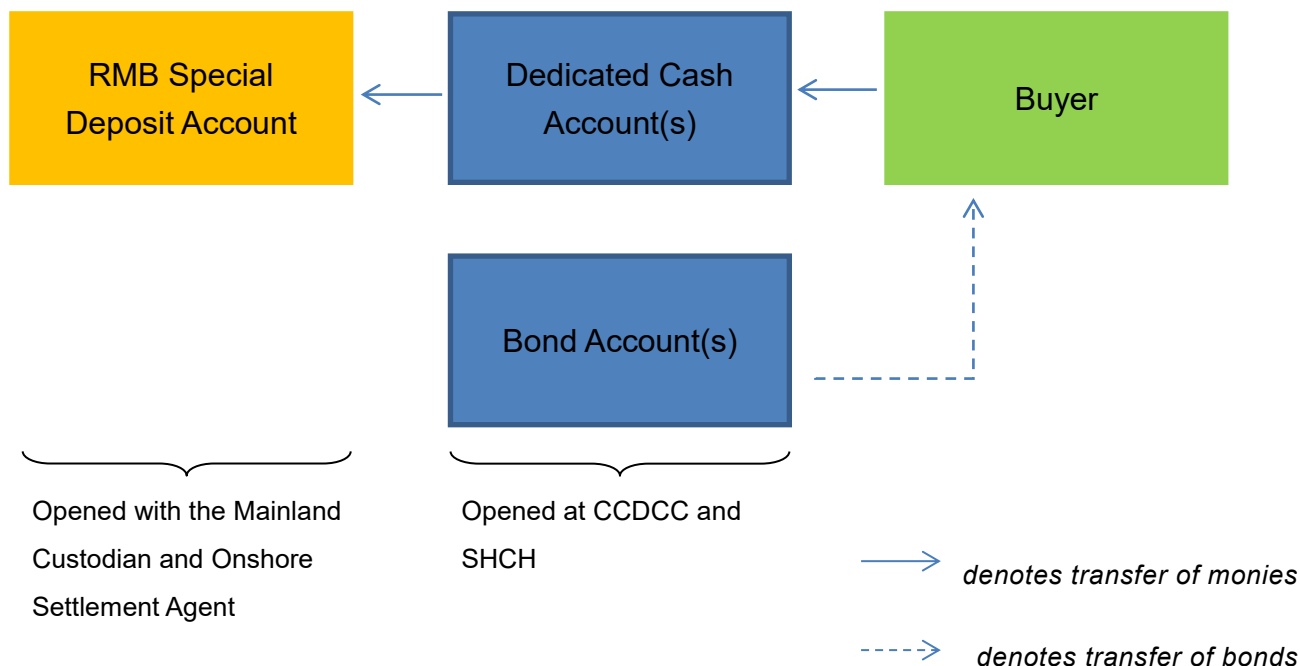 RMB Special
Deposit Account
Dedicated Cash
Account(s)
Buyer
Bond Account(s)
Opened with the Mainland
Custodian and Onshore
Settlement Agent
Opened at CCDCC and
SHCH
denotes transfer of monies
denotes transfer of bonds